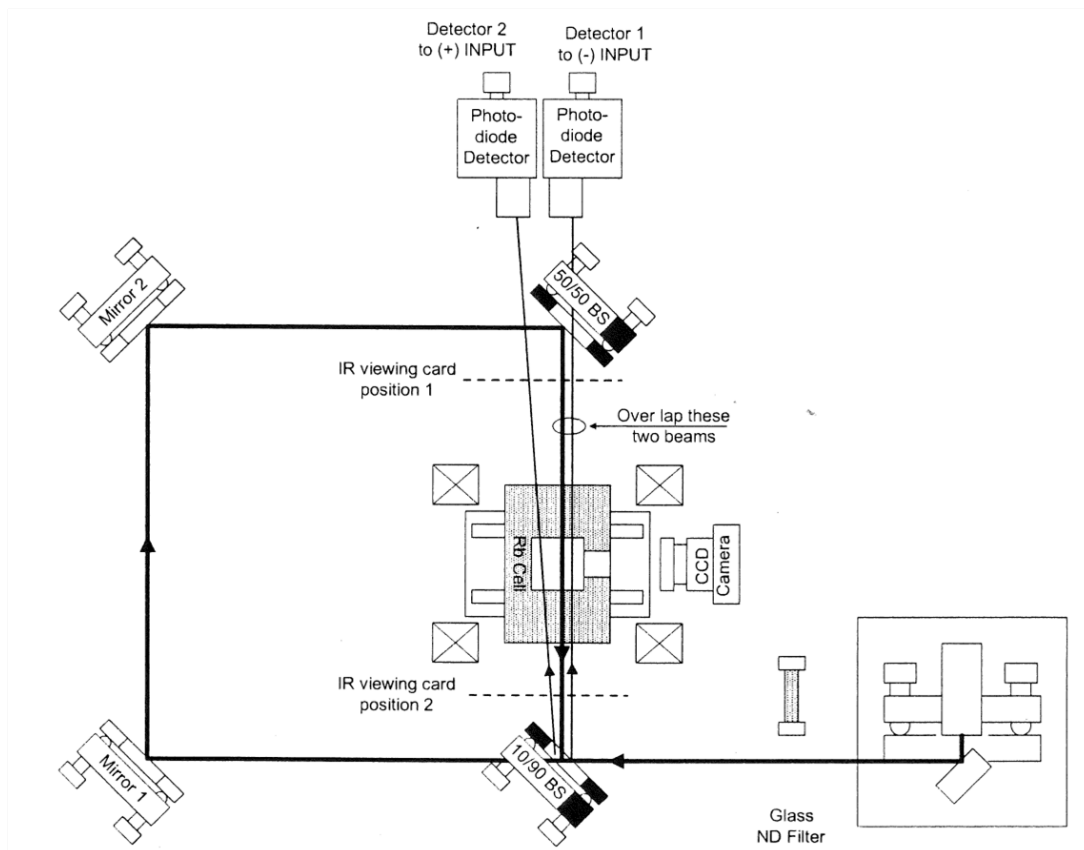 Detector 2
to (+) INPUT
Detector 1
to (-) INPUT
Photo-
diode
Detector
Photo-
diode
Detector
Mirror 2
50/50 BS
IR viewing card
position 1
Over lap these
two beams
Rb Cell
CCD
Camera
IR viewing card
position 2
Mirror 1
10/90 BS
Glass
ND Filter